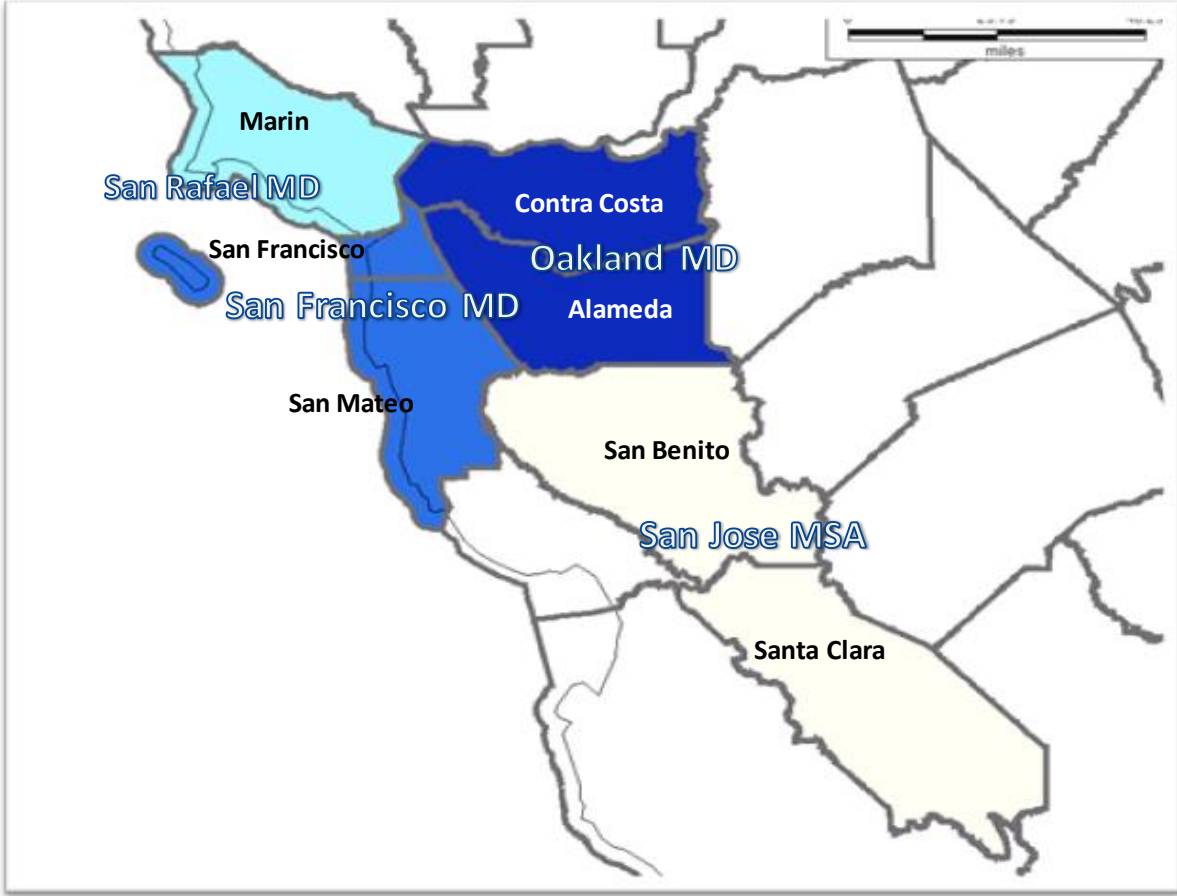 miles
Marin
San Rafael MD
Contra Costa
San Francisco
Oakland MD
San Francisco MD
Alameda
San Mateo
San Benito
San Jose MSA
Santa Clara